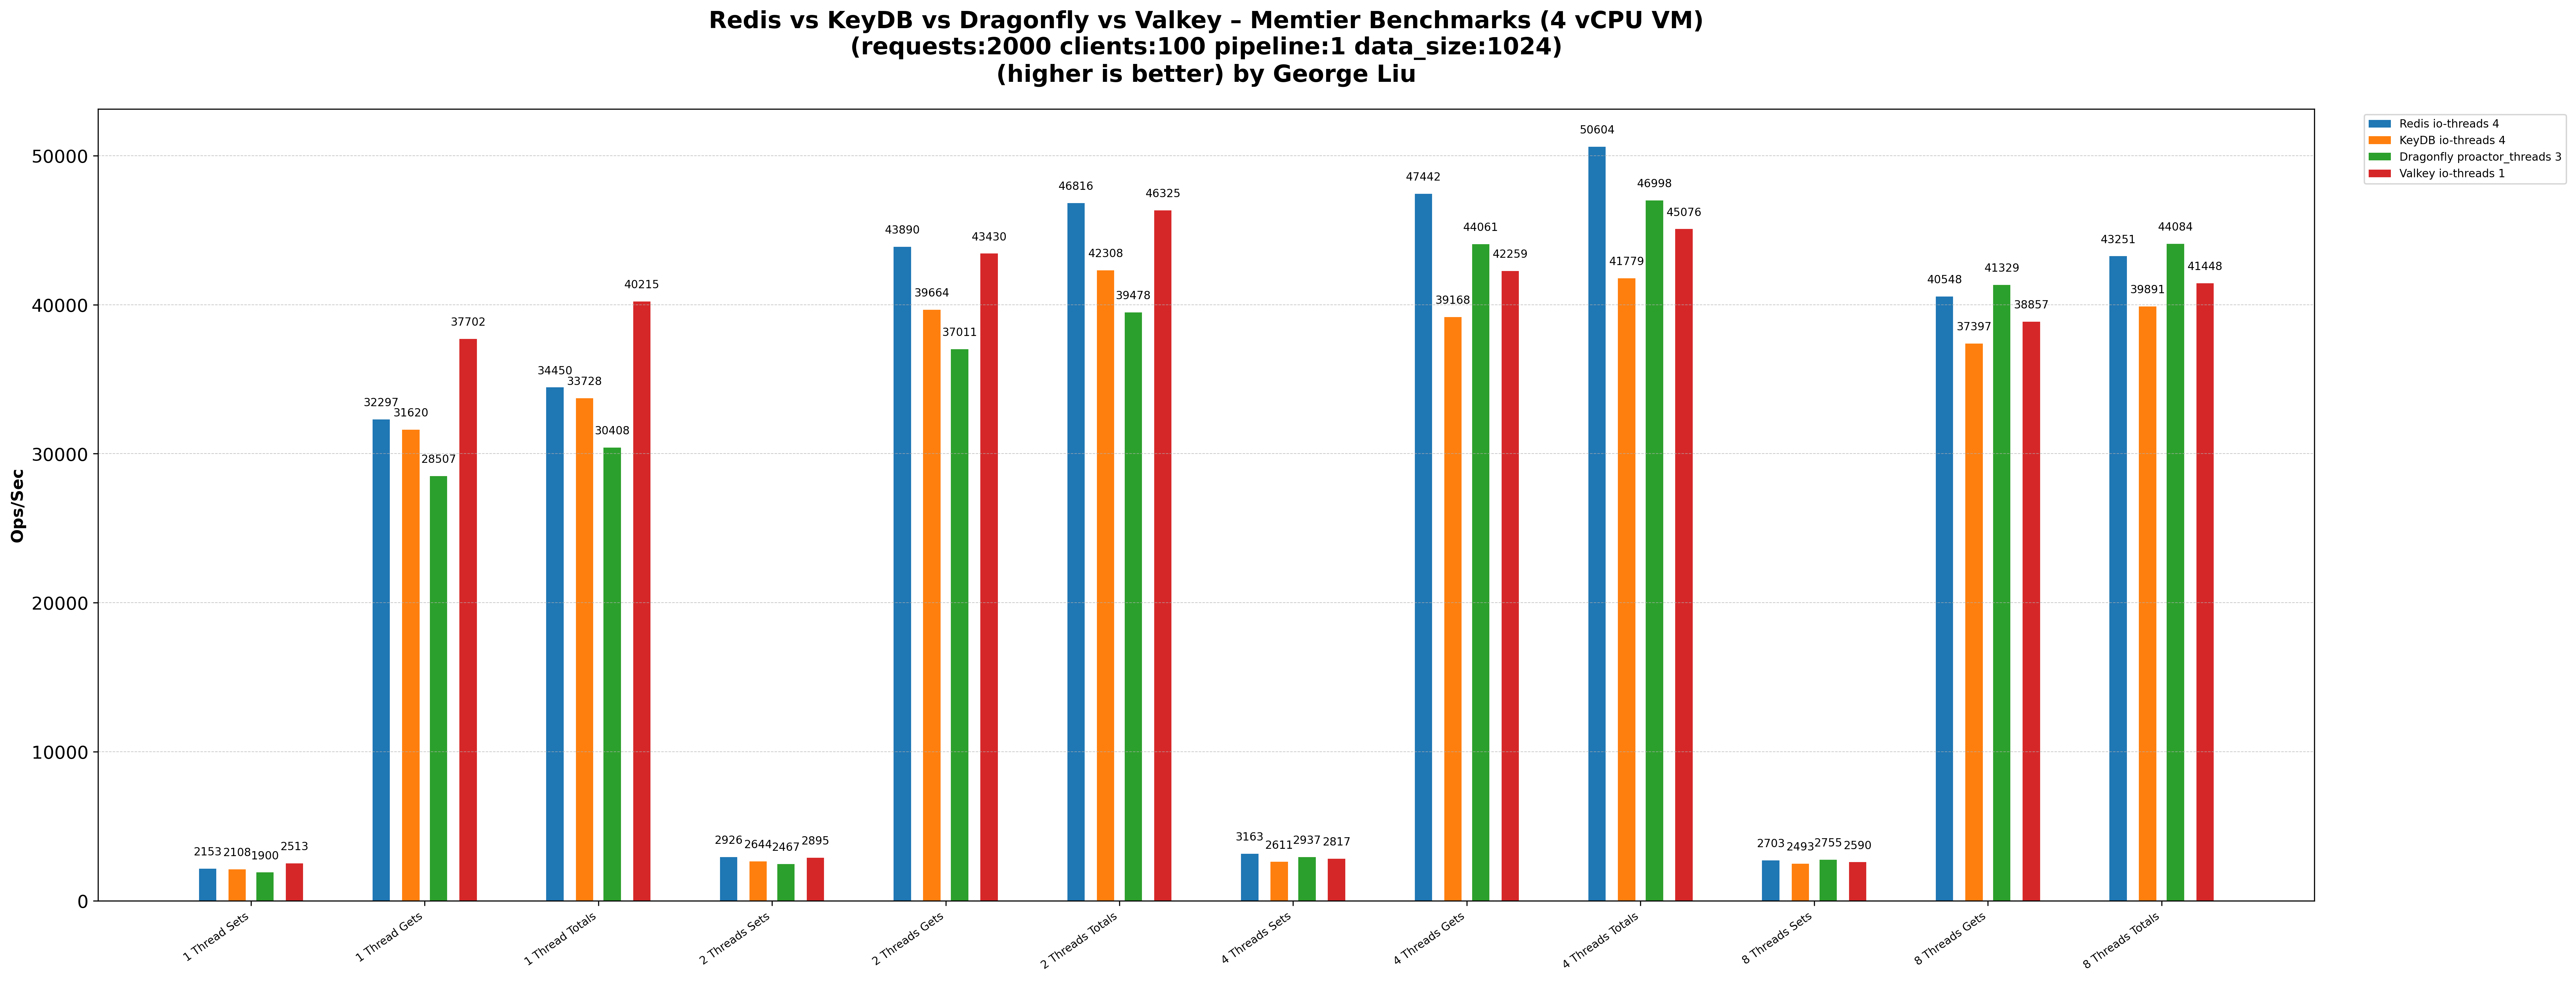 Redis vs KeyDB vs Dragonfly vs Valkey – Memtier Benchmarks (4 vCPU VM)
(requests:2000 clients:100 pipeline:1 data_size:1024)
(higher is better) by George Liu
Redis io-threads 4
KeyDB io-threads 4
Dragonfly proactor_threads 3
Valkey io-threads 1
Ops/Sec
50000
40000
30000
20000
10000
0
2153 2108 1900 2513
32297 31620 28507 37702
34450 33728 30408 40215
2926 2644 2467 2895
43890 39664 37011 43430
46816 42308 39478 46325
3163 2611 2937 2817
47442 39168 44061 42259
50604 41779 46998 45076
2703 2493 2755 2590
40548 37397 41329 38857
43251 39891 44084 41448
1 Thread Sets
1 Thread Gets
1 Thread Totals
2 Threads Sets
2 Threads Gets
2 Threads Totals
4 Threads Sets
4 Threads Gets
4 Threads Totals
8 Threads Sets
8 Threads Gets
8 Threads Totals